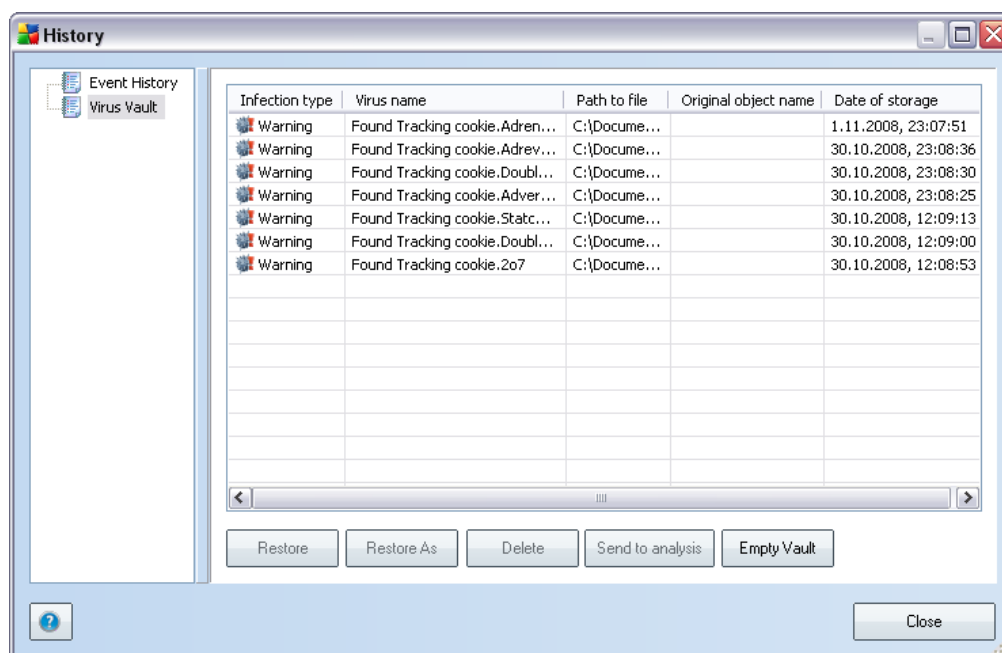 History
Event History
Virus Vault
Infection type Virus name Path to file Original object name Date of storage
Warning Found Tracking cookie.Adren... C:\Docume... 1.11.2008, 23:07:51
Warning Found Tracking cookie.Adrev... C:\Docume... 30.10.2008, 23:08:36
Warning Found Tracking cookie.Doubl... C:\Docume... 30.10.2008, 23:08:30
Warning Found Tracking cookie.Adver... C:\Docume... 30.10.2008, 23:08:25
Warning Found Tracking cookie.Statc... C:\Docume... 30.10.2008, 12:09:13
Warning Found Tracking cookie.Doubl... C:\Docume... 30.10.2008, 12:09:00
Warning Found Tracking cookie.2o7 C:\Docume... 30.10.2008, 12:08:53
Restore Restore As Delete Send to analysis Empty Vault
? Close